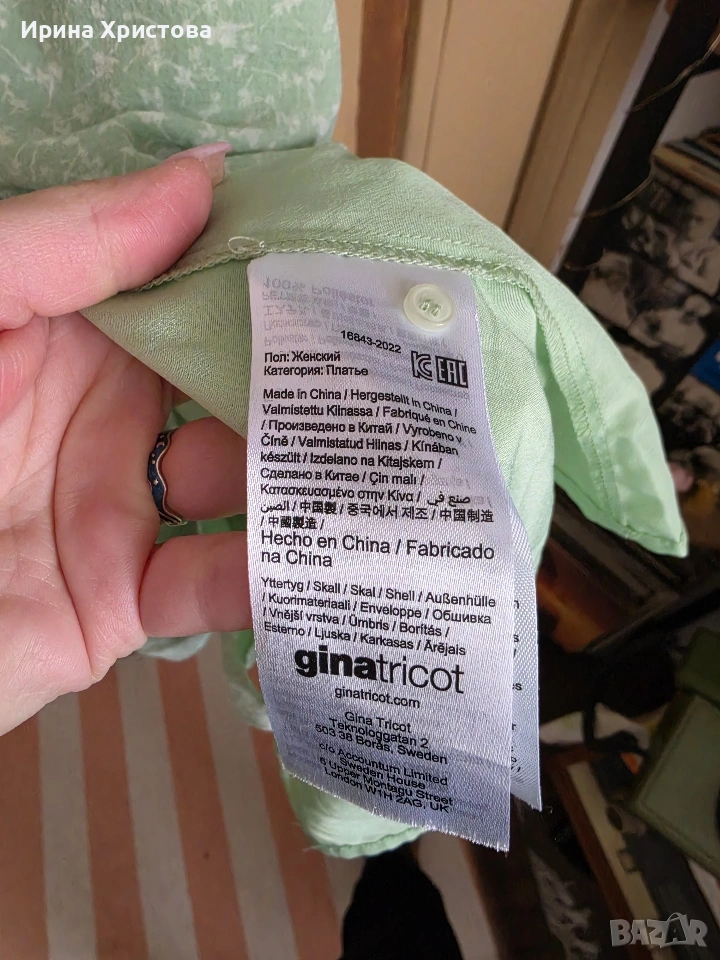 Ирина Христова
100% Poliester
16843-2022
Пол: Женский
Категория: Платье
EAC
Made in China / Hergestellt in China /
Valmistettu Kiinassa / Fabriqué en Chine
/ Произведено в Китай / Vyrobeno v
Číně / Valmistatud Hiinas / Kínában
készült / Izdelano na Kitajskem /
Сделано в Китае / Çin mali /
Κατασκευασμένο στην Κίνα / صنع في
الصين / 中国製 / 중국에서 제조 / 中国制造
/ 中國製造 /
Hecho en China / Fabricado
na China
Yttertyg / Skall / Skal / Shell / Außenhülle
/ Kuorimateriaali / Enveloppe / Обшивка
/ Vnější vrstva / Ümbris / Borítás /
Esterno / Ljuska / Karkasas / Ārējais
ginatricot
ginatricot.com
Gina Tricot
Teknologgatan 2
503 38 Borås, Sweden
c/o Accountum Limited
Sweden House
6 Upper Montagu Street
London W1H 2AG, UK
BAZAR